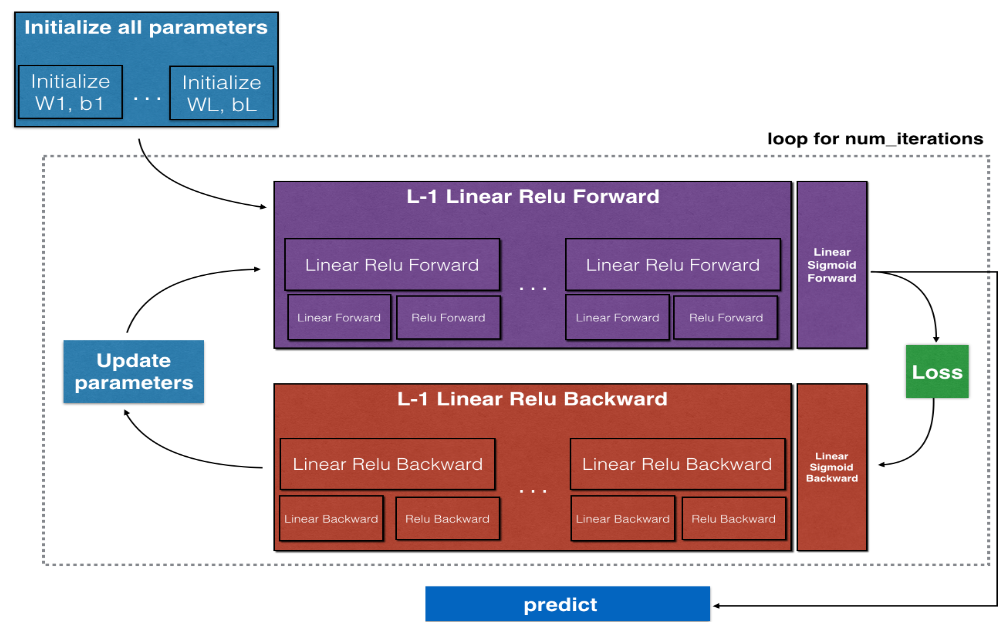 Initialize all parameters
Initialize
W1, b1
. . .
Initialize
WL, bL
loop for num_iterations
L-1 Linear Relu Forward
Linear Relu Forward
Linear Forward
Relu Forward
. . .
Linear Relu Forward
Linear Forward
Relu Forward
Linear
Sigmoid
Forward
Update
parameters
Loss
L-1 Linear Relu Backward
Linear Relu Backward
Linear Backward
Relu Backward
. . .
Linear Relu Backward
Linear Backward
Relu Backward
Linear
Sigmoid
Backward
predict